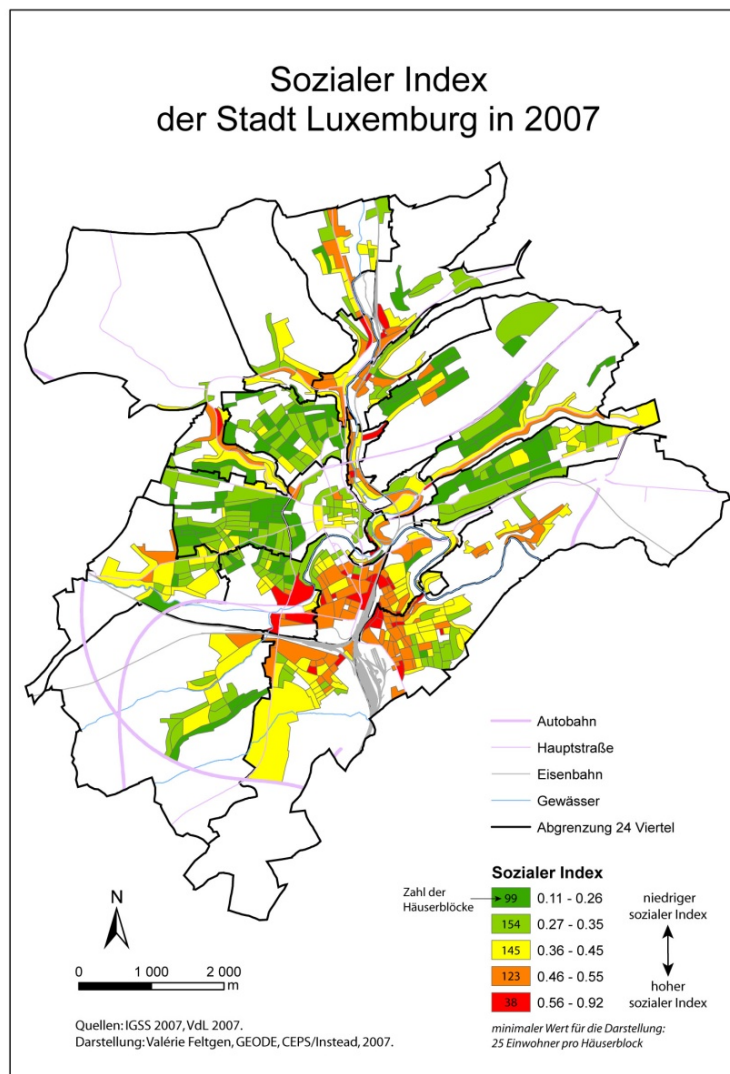 Sozialer Index
der Stadt Luxemburg in 2007
Autobahn
Hauptstraße
Eisenbahn
Gewässer
Abgrenzung 24 Viertel
Sozialer Index
Zahl der
Häuserblöcke
99 0.11 - 0.26
154 0.27 - 0.35
145 0.36 - 0.45
123 0.46 - 0.55
38 0.56 - 0.92
niedriger
sozialer Index
hoher
sozialer Index
minimaler Wert für die Darstellung:
25 Einwohner pro Häuserblock
N
0 1 000 2 000
m
Quellen: IGSS 2007, VdL 2007.
Darstellung: Valérie Feltgen, GEODE, CEPS/Instead, 2007.